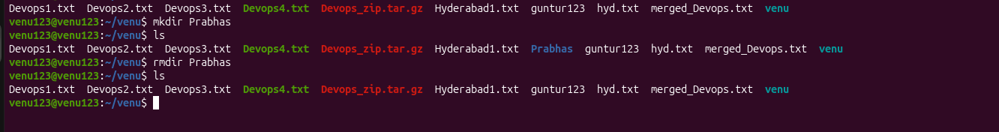 Devops1.txt  Devops2.txt  Devops3.txt  Devops4.txt  Devops_zip.tar.gz  Hyderabad1.txt  guntur123  hyd.txt  merged_Devops.txt  venu
venu123@venu123:~/venu$ mkdir Prabhas
venu123@venu123:~/venu$ ls
Devops1.txt  Devops2.txt  Devops3.txt  Devops4.txt  Devops_zip.tar.gz  Hyderabad1.txt  Prabhas  guntur123  hyd.txt  merged_Devops.txt  venu
venu123@venu123:~/venu$ rmdir Prabhas
venu123@venu123:~/venu$ ls
Devops1.txt  Devops2.txt  Devops3.txt  Devops4.txt  Devops_zip.tar.gz  Hyderabad1.txt  guntur123  hyd.txt  merged_Devops.txt  venu
venu123@venu123:~/venu$